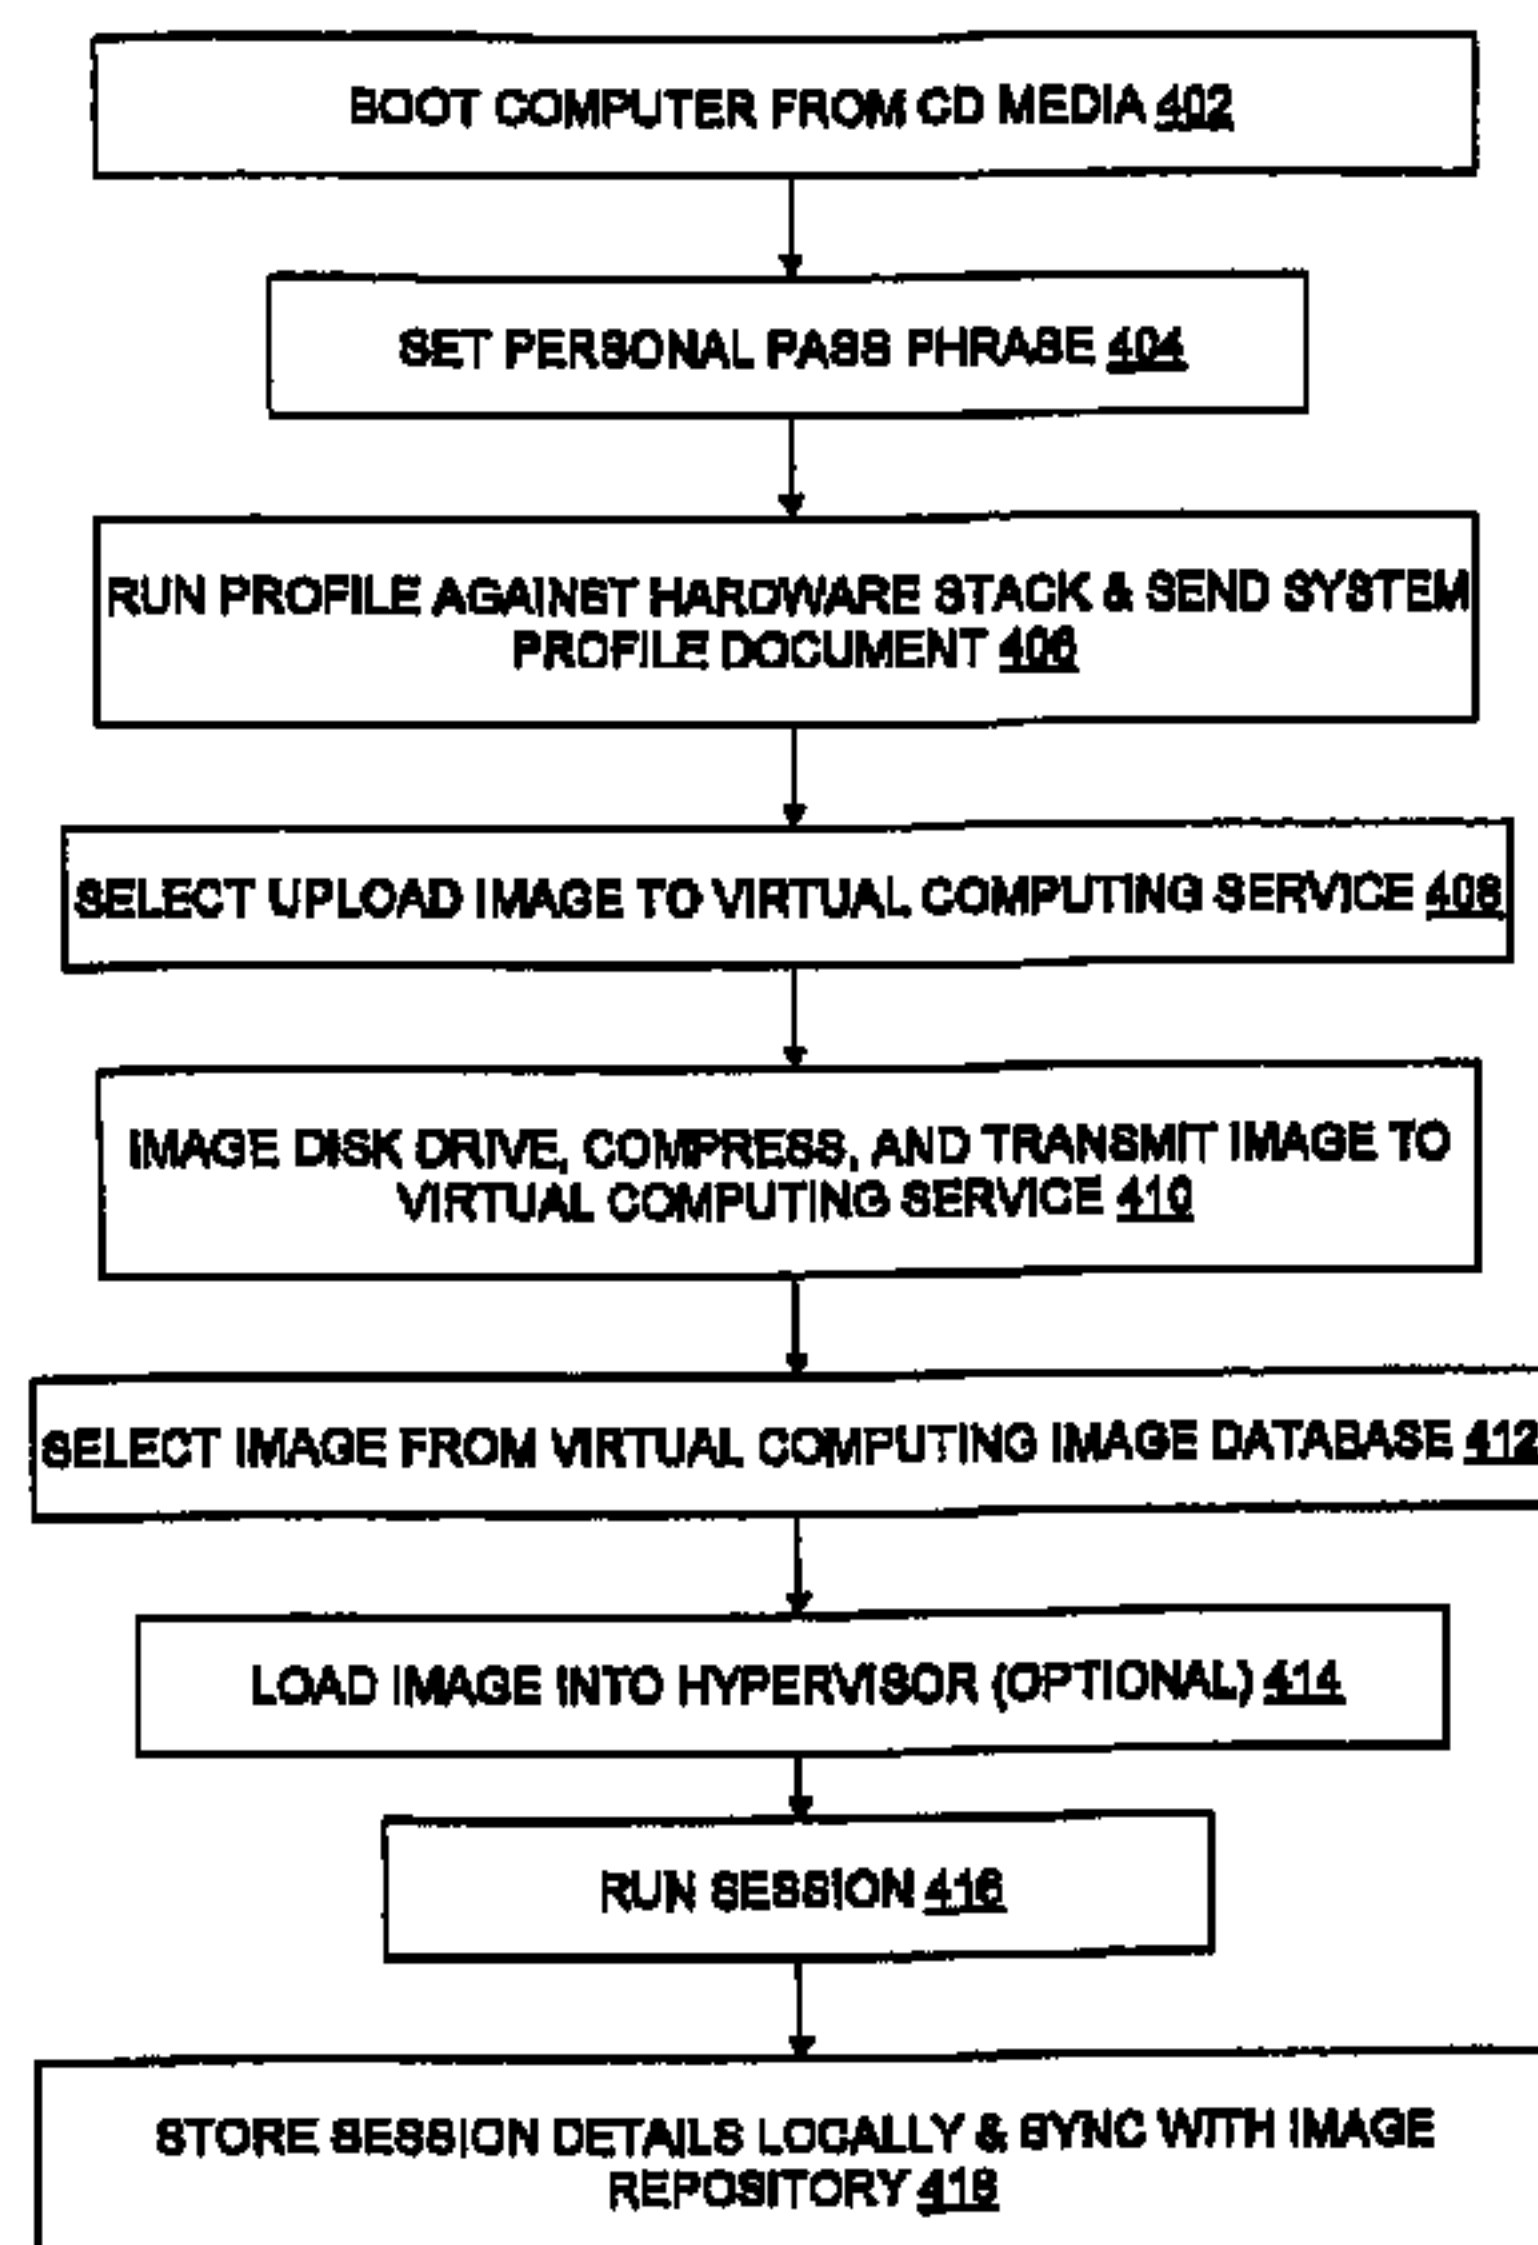 BOOT COMPUTER FROM CD MEDIA 402
SET PERSONAL PASS PHRASE 404
RUN PROFILE AGAINST HARDWARE STACK & SEND SYSTEM
PROFILE DOCUMENT 406
SELECT UPLOAD IMAGE TO VIRTUAL COMPUTING SERVICE 408
IMAGE DISK DRIVE, COMPRESS, AND TRANSMIT IMAGE TO
VIRTUAL COMPUTING SERVICE 410
SELECT IMAGE FROM VIRTUAL COMPUTING IMAGE DATABASE 412
LOAD IMAGE INTO HYPERVISOR (OPTIONAL) 414
RUN SESSION 416
STORE SESSION DETAILS LOCALLY & SYNC WITH IMAGE
REPOSITORY 418